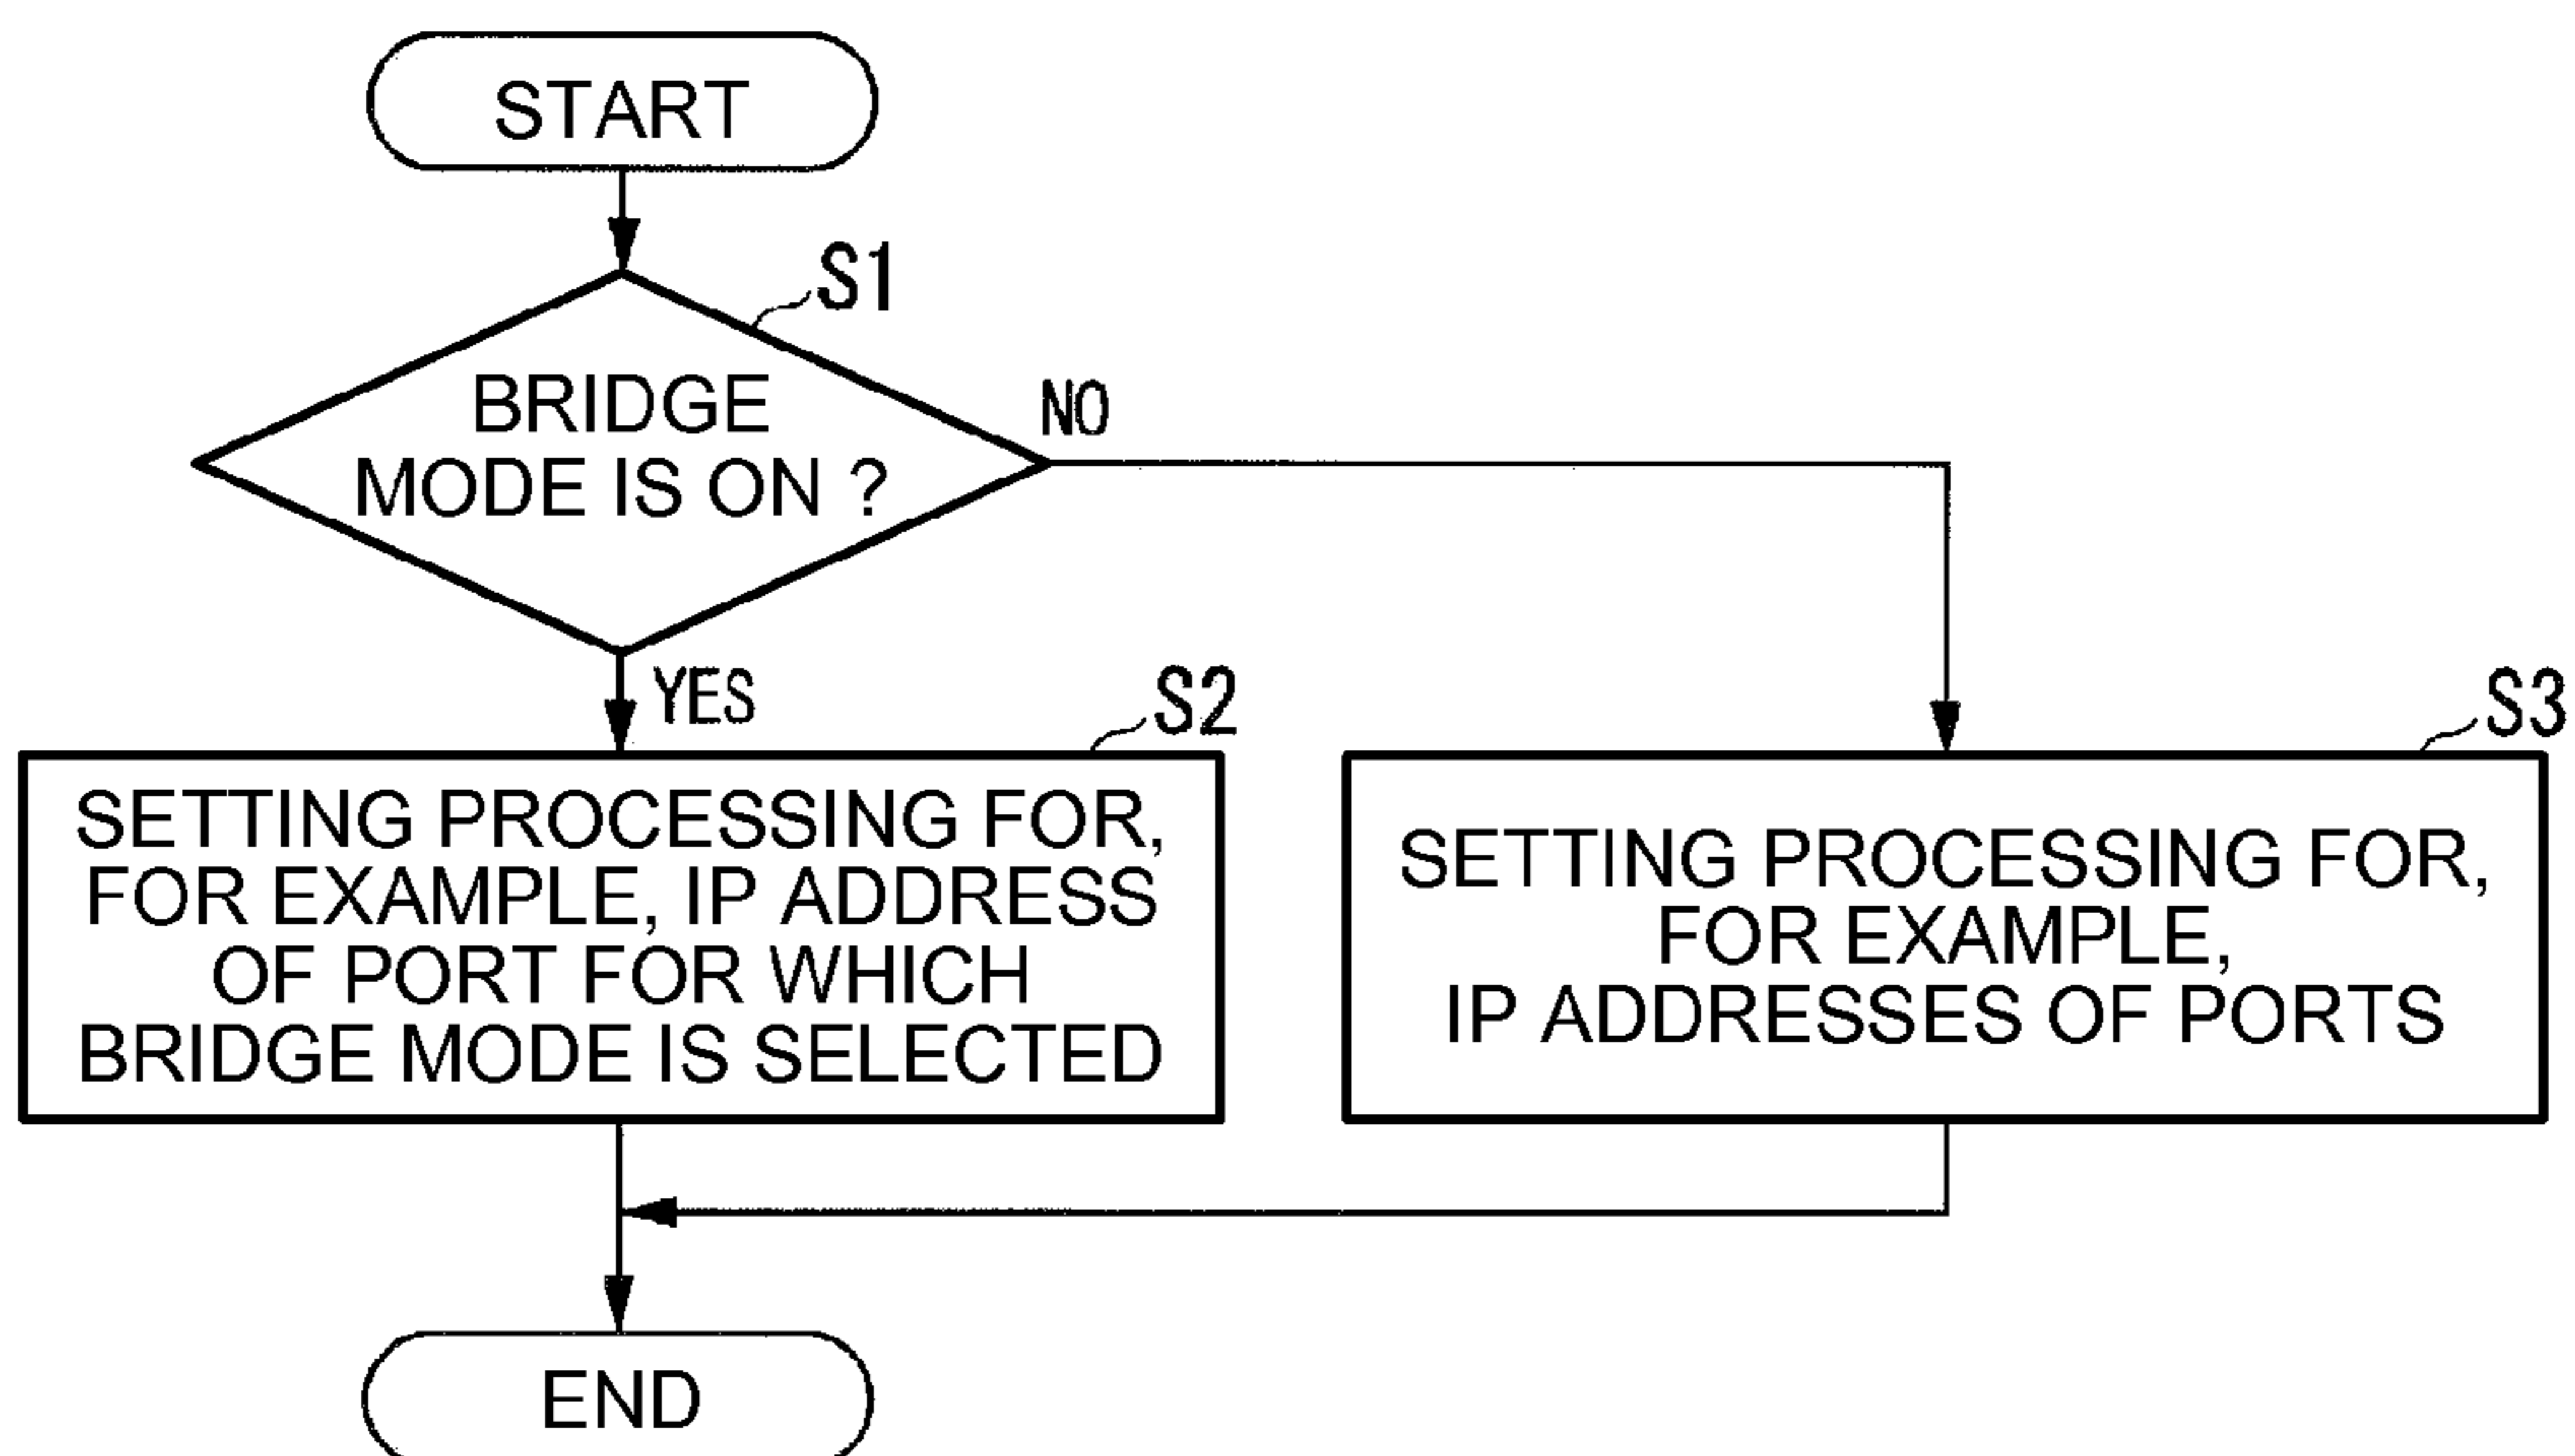 START
S1
BRIDGE
MODE IS ON ?
NO
YES
S2
SETTING PROCESSING FOR,
FOR EXAMPLE, IP ADDRESS
OF PORT FOR WHICH
BRIDGE MODE IS SELECTED
S3
SETTING PROCESSING FOR,
FOR EXAMPLE,
IP ADDRESSES OF PORTS
END